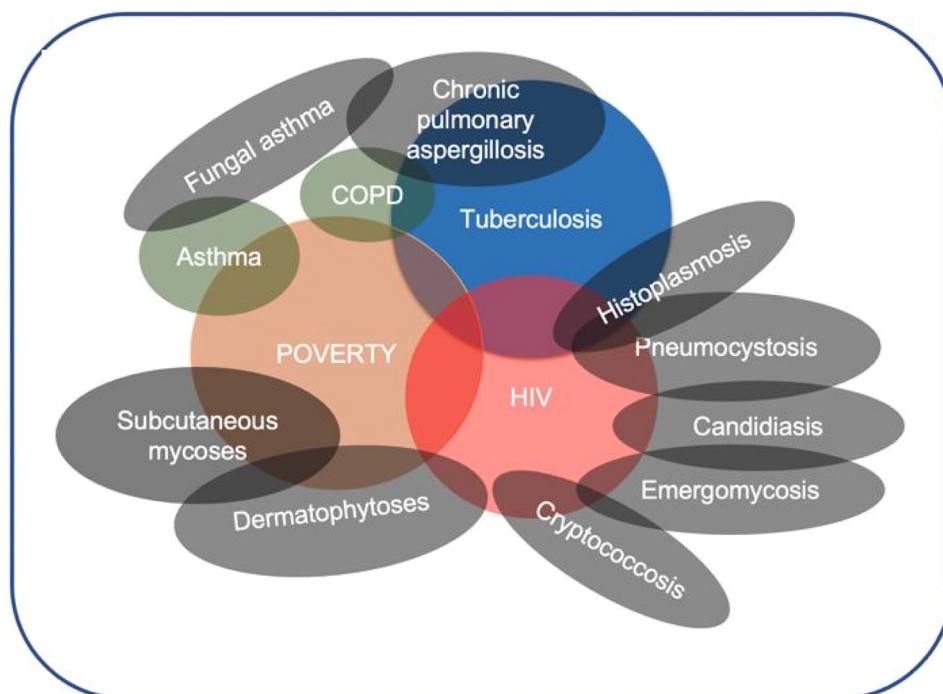 Fungal asthma
Chronic
pulmonary
aspergillosis
COPD
Tuberculosis
Asthma
Histoplasmosis
POVERTY
Pneumocystosis
HIV
Subcutaneous
mycoses
Candidiasis
Emergomycosis
Dermatophytoses
Cryptococcosis